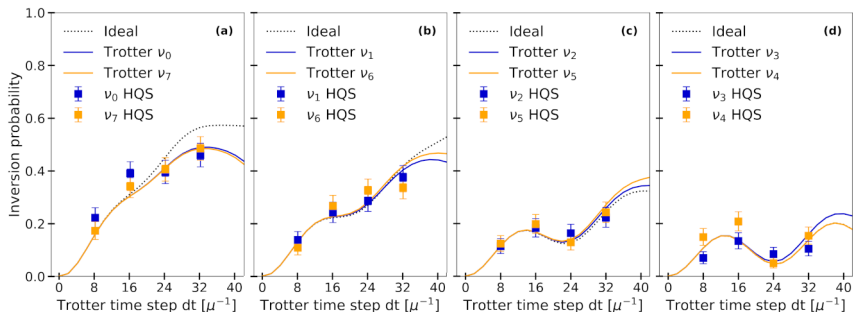 Inversion probability
1.0
0.8
0.6
0.4
0.2
0.0
Ideal
(a)
Trotter ν₀
Trotter ν₇
ν₀ HQS
ν₇ HQS
0 8 16 24 32 40
Trotter time step dt [μ⁻¹]
Ideal
(b)
Trotter ν₁
Trotter ν₆
ν₁ HQS
ν₆ HQS
0 8 16 24 32 40
Trotter time step dt [μ⁻¹]
Ideal
(c)
Trotter ν₂
Trotter ν₅
ν₂ HQS
ν₅ HQS
0 8 16 24 32 40
Trotter time step dt [μ⁻¹]
Ideal
(d)
Trotter ν₃
Trotter ν₄
ν₃ HQS
ν₄ HQS
0 8 16 24 32 40
Trotter time step dt [μ⁻¹]